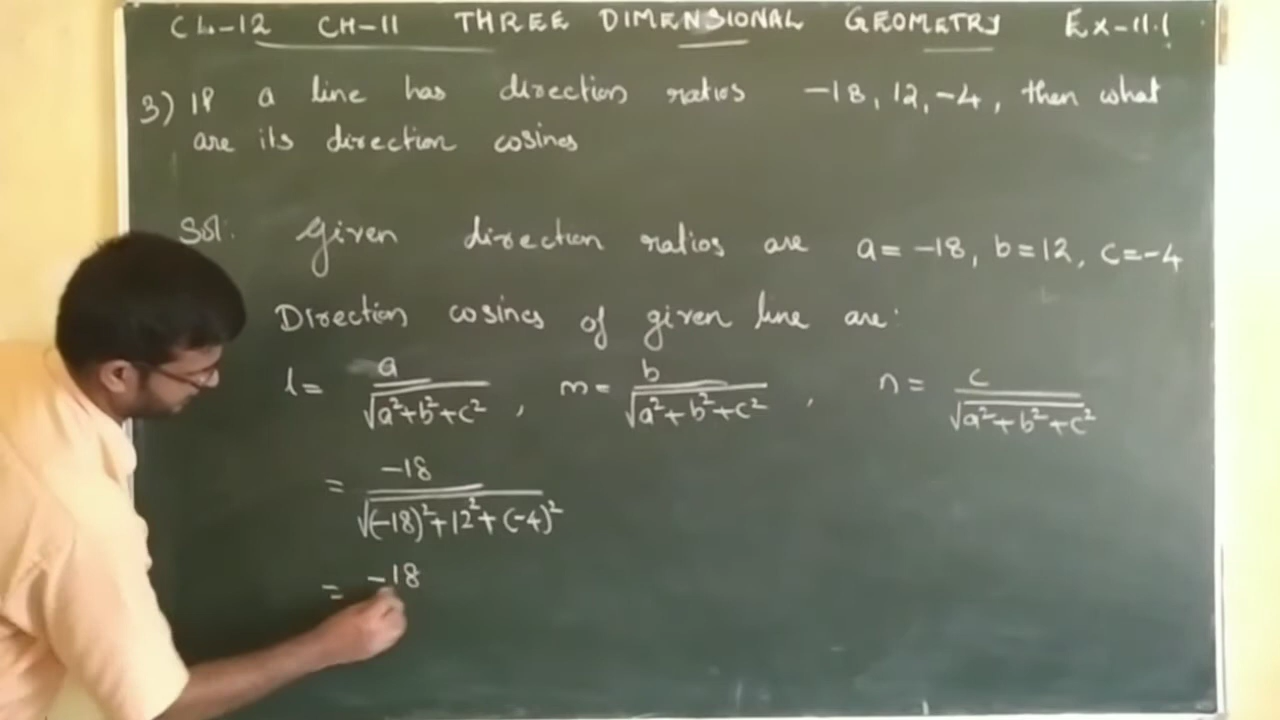 CL-12 CH-11 THREE DIMENSIONAL GEOMETRY Ex-11.1
3) If a line has direction ratios -18, 12, -4, then what
are its direction cosines
Sol: Given direction ratios are a = -18, b = 12, c = -4
Direction cosines of given line are:
l = a/√(a²+b²+c²), m = b/√(a²+b²+c²), n = c/√(a²+b²+c²)
= -18/√((-18)²+12²+(-4)²)
= -18